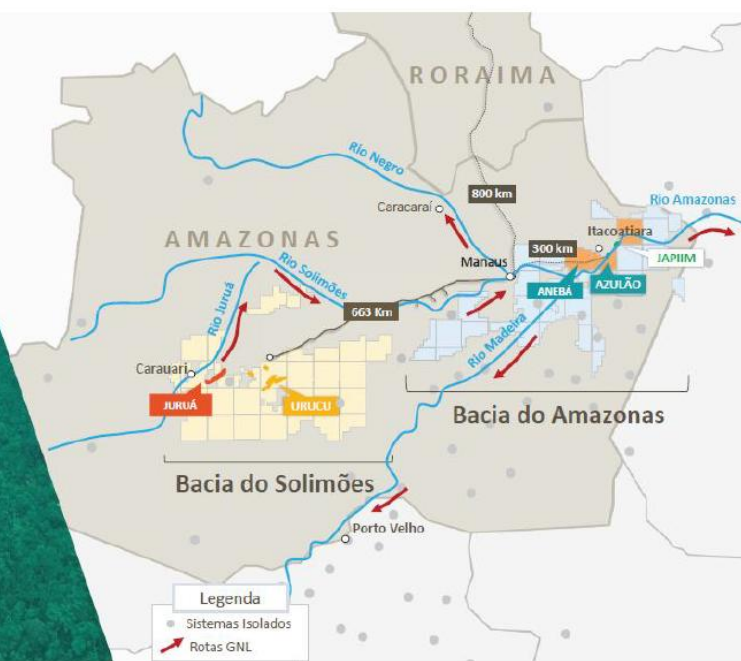 RORAIMA
Rio Negro
800 km
Caracaraí
Rio Amazonas
AMAZONAS
Itacoatiara
300 km
Manaus
JAPIIM
Rio Solimões
ANEBÁ
AZULÃO
Rio Juruá
663 Km
Rio Madeira
Carauari
JURUÁ
URUCU
Bacia do Amazonas
Bacia do Solimões
Porto Velho
Legenda
Sistemas Isolados
Rotas GNL